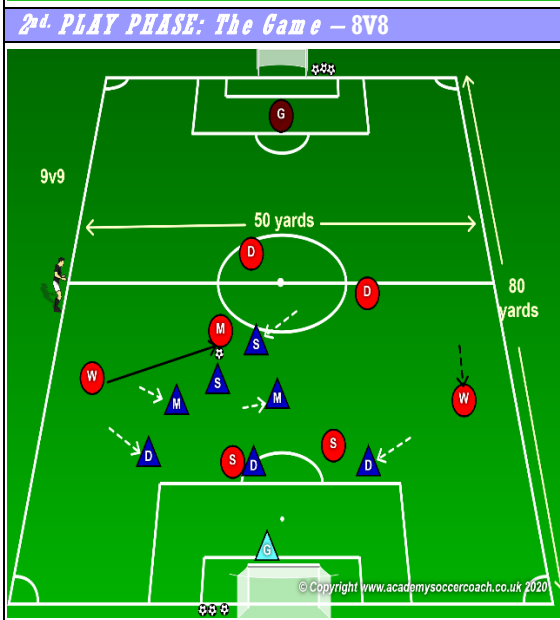 2nd. PLAY PHASE: The Game – 8V8
G
9v9
50 yards
D
D
80
yards
M
S
W
S
M
M
W
D
S
D
S
D
G
© Copyright www.academysoccercoach.co.uk 2020